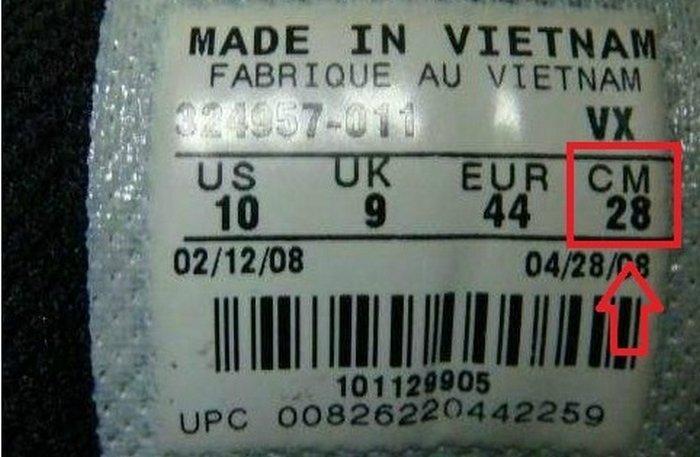 MADE IN VIETNAM
FABRIQUE AU VIETNAM
324957-011 VX
US UK EUR CM
10 9 44 28
02/12/08 04/28/08
101129905
UPC 00826220442259